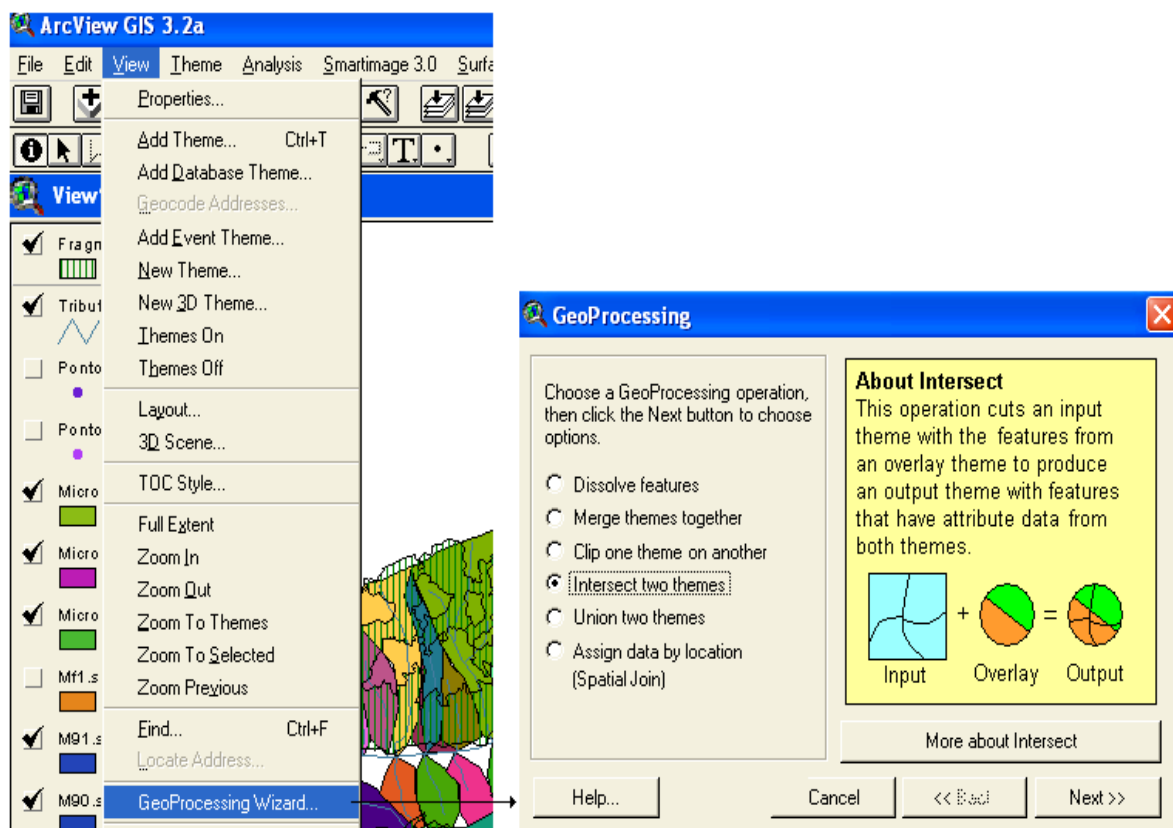 ArcView GIS 3.2a
File Edit View Theme Analysis Smartimage 3.0 Surfa
View
Fragm
Tribut
Ponto
Ponto
Micro
Micro
Micro
Mf1.s
M91.s
M90.s
Properties...
Add Theme... Ctrl+T
Add Database Theme...
Geocode Addresses...
Add Event Theme...
New Theme...
New 3D Theme...
Themes On
Themes Off
Layout...
3D Scene...
TOC Style...
Full Extent
Zoom In
Zoom Out
Zoom To Themes
Zoom To Selected
Zoom Previous
Find... Ctrl+F
Locate Address...
GeoProcessing Wizard...
GeoProcessing
Choose a GeoProcessing operation,
then click the Next button to choose
options.
Dissolve features
Merge themes together
Clip one theme on another
Intersect two themes
Union two themes
Assign data by location
(Spatial Join)
About Intersect
This operation cuts an input
theme with the features from
an overlay theme to produce
an output theme with features
that have attribute data from
both themes.
+ =
Input Overlay Output
More about Intersect
Help... Cancel << Back Next >>